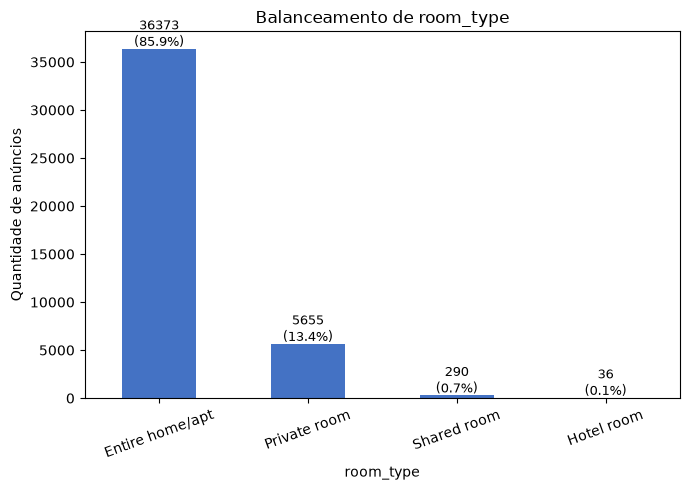 Balanceamento de room_type
36373
(85.9%)
5655
(13.4%)
290
(0.7%)
36
(0.1%)
Quantidade de anúncios
35000
30000
25000
20000
15000
10000
5000
0
Entire home/apt
Private room
Shared room
Hotel room
room_type